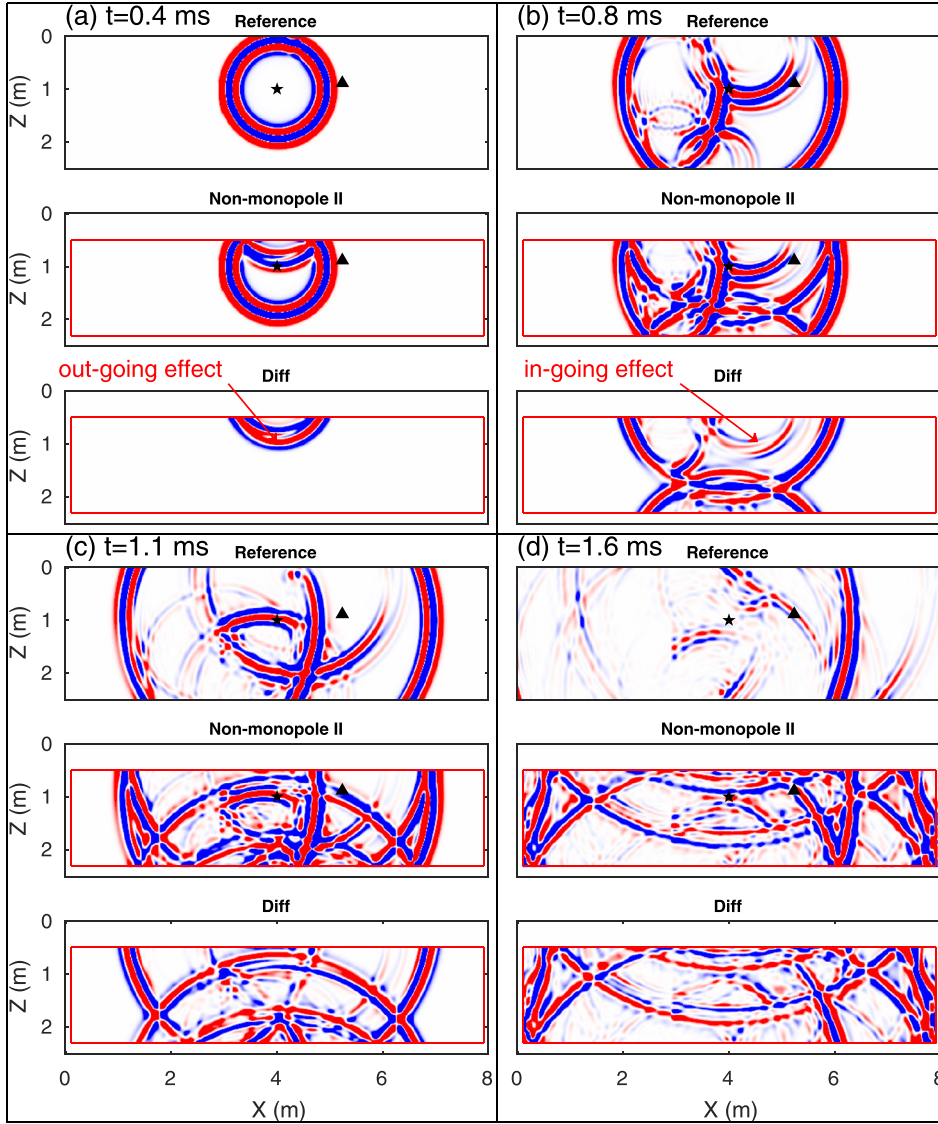 (a) t=0.4 ms
Reference
0
1
2
Z (m)
Non-monopole II
0
1
2
Z (m)
out-going effect
Diff
0
1
2
Z (m)
(b) t=0.8 ms
Reference
Non-monopole II
in-going effect
Diff
(c) t=1.1 ms
Reference
0
1
2
Z (m)
Non-monopole II
0
1
2
Z (m)
Diff
0
1
2
Z (m)
0 2 4 6 8
X (m)
(d) t=1.6 ms
Reference
Non-monopole II
Diff
0 2 4 6 8
X (m)